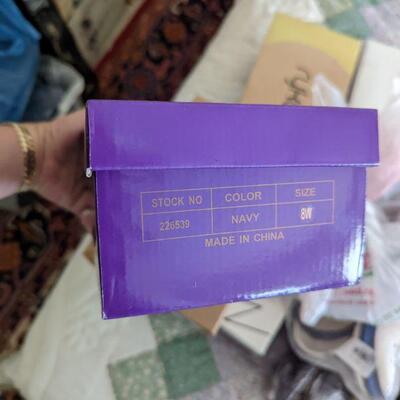 STOCK NO COLOR SIZE
226539 NAVY 8W
MADE IN CHINA